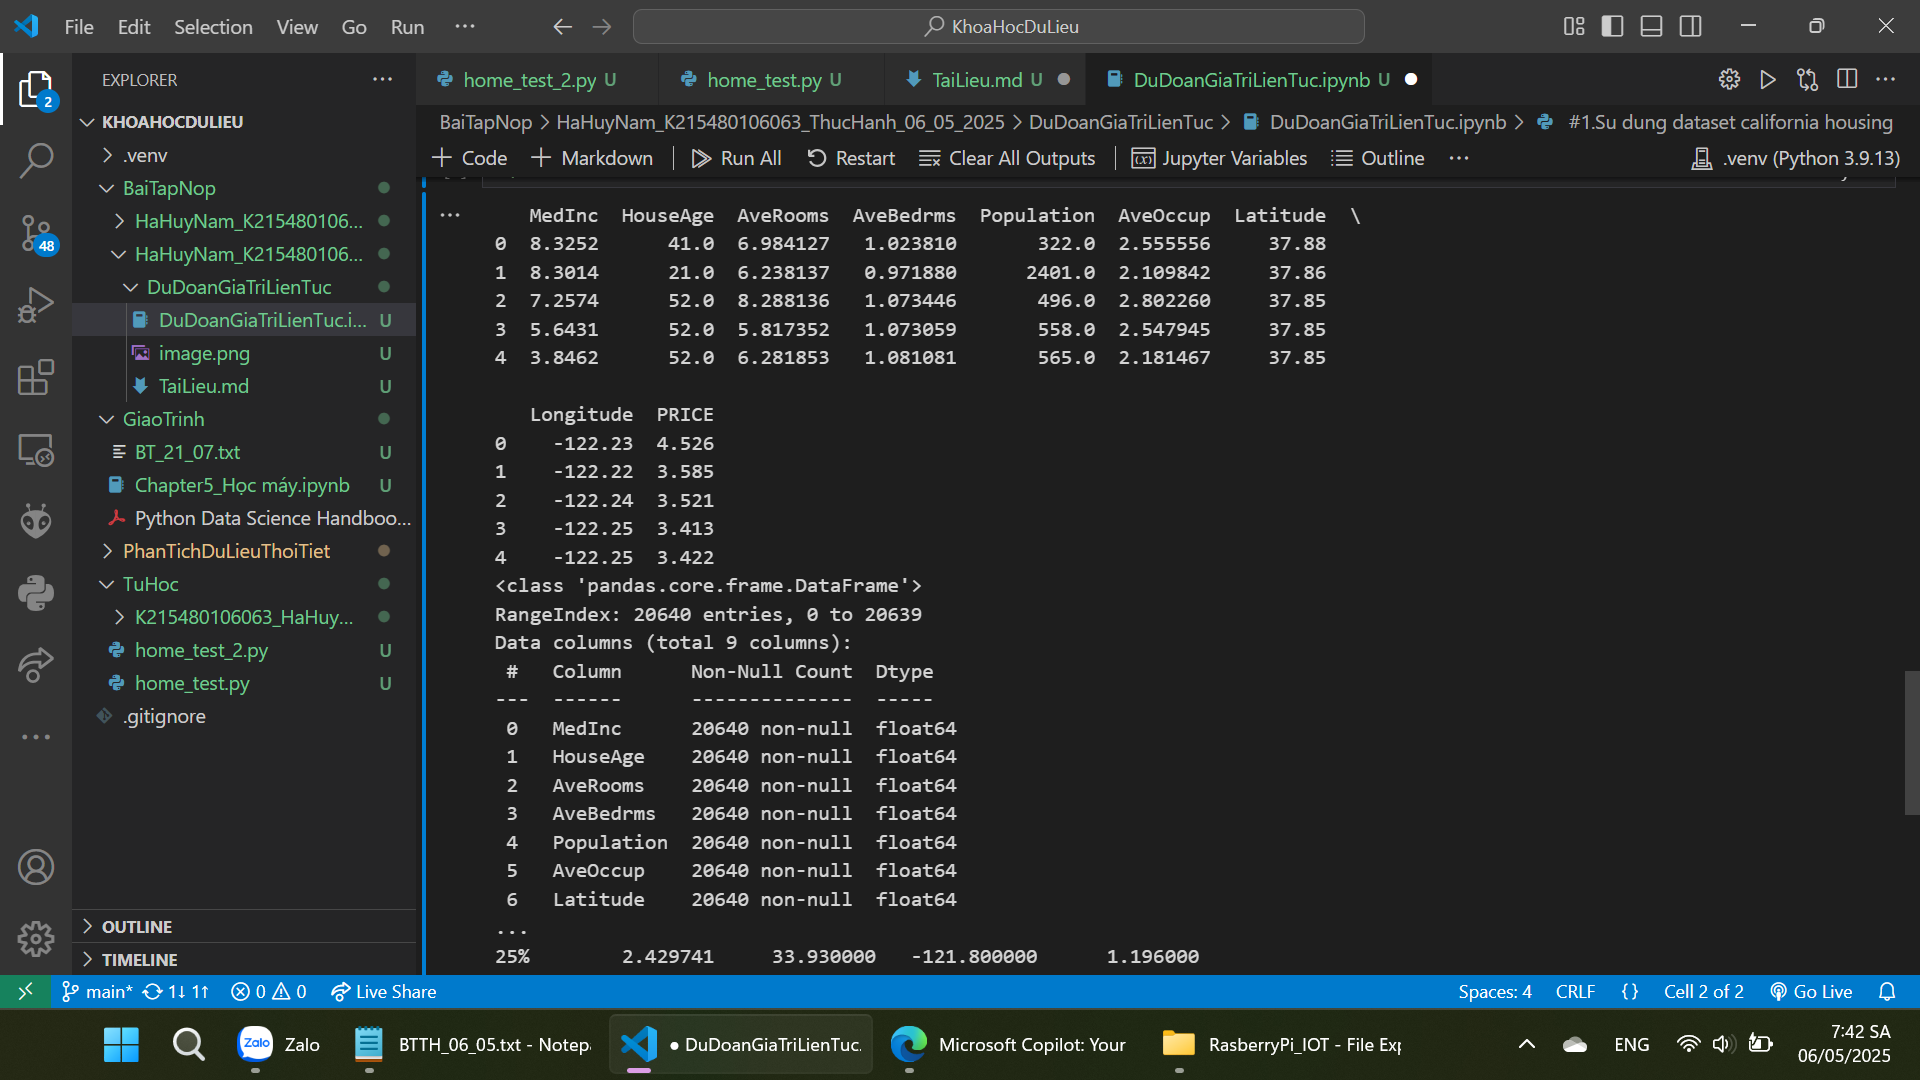 File Edit Selection View Go Run ...
KhoaHocDuLieu
EXPLORER
home_test_2.py U
home_test.py U
TaiLieu.md U
DuDoanGiaTriLienTuc.ipynb U
BaiTapNop > HaHuyNam_K215480106063_ThucHanh_06_05_2025 > DuDoanGiaTriLienTuc > DuDoanGiaTriLienTuc.ipynb > #1.Su dung dataset california housing
+ Code + Markdown Run All Restart Clear All Outputs Jupyter Variables Outline ... .venv (Python 3.9.13)
2
48
KHOAHOCDULIEU
.venv
BaiTapNop
HaHuyNam_K215480106...
HaHuyNam_K215480106...
DuDoanGiaTriLienTuc
DuDoanGiaTriLienTuc.i... U
image.png U
TaiLieu.md U
GiaoTrinh
BT_21_07.txt U
Chapter5_Học máy.ipynb U
Python Data Science Handboo...
PhanTichDuLieuThoiTiet
TuHoc
K215480106063_HaHuy...
home_test_2.py U
home_test.py U
.gitignore
OUTLINE
TIMELINE
MedInc HouseAge AveRooms AveBedrms Population AveOccup Latitude \
0 8.3252 41.0 6.984127 1.023810 322.0 2.555556 37.88
1 8.3014 21.0 6.238137 0.971880 2401.0 2.109842 37.86
2 7.2574 52.0 8.288136 1.073446 496.0 2.802260 37.85
3 5.6431 52.0 5.817352 1.073059 558.0 2.547945 37.85
4 3.8462 52.0 6.281853 1.081081 565.0 2.181467 37.85
Longitude PRICE
0 -122.23 4.526
1 -122.22 3.585
2 -122.24 3.521
3 -122.25 3.413
4 -122.25 3.422
<class 'pandas.core.frame.DataFrame'>
RangeIndex: 20640 entries, 0 to 20639
Data columns (total 9 columns):
# Column Non-Null Count Dtype
--- ------ -------------- -----
0 MedInc 20640 non-null float64
1 HouseAge 20640 non-null float64
2 AveRooms 20640 non-null float64
3 AveBedrms 20640 non-null float64
4 Population 20640 non-null float64
5 AveOccup 20640 non-null float64
6 Latitude 20640 non-null float64
...
25% 2.429741 33.930000 -121.800000 1.196000
main* 1↓ 1↑ 0 0 Live Share
Spaces: 4 CRLF {} Cell 2 of 2 Go Live
Zalo
Zalo
BTTH_06_05.txt - Notep
● DuDoanGiaTriLienTuc.
Microsoft Copilot: Your
RasberryPi_IOT - File Exp
ENG
7:42 SA
06/05/2025